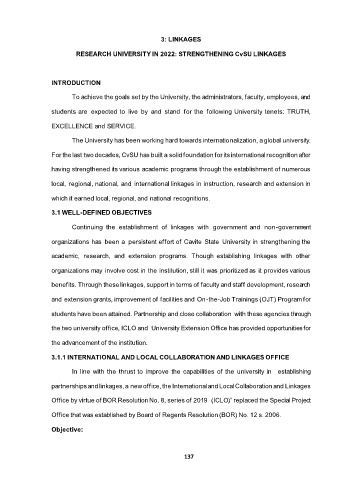 3: LINKAGES
RESEARCH UNIVERSITY IN 2022: STRENGTHENING CvSU LINKAGES
INTRODUCTION
To achieve the goals set by the University, the administrators, faculty, employees, and
students are expected to live by and stand for the following University tenets: TRUTH,
EXCELLENCE and SERVICE.
The University has been working hard towards internationalization, a global university.
For the last two decades, CvSU has built a solid foundation for its international recognition after
having strengthened its various academic programs through the establishment of numerous
local, regional, national, and international linkages in instruction, research and extension in
which it earned local, regional, and national recognitions.
3.1 WELL-DEFINED OBJECTIVES
Continuing the establishment of linkages with government and non-government
organizations has been a persistent effort of Cavite State University in strengthening the
academic, research, and extension programs. Though establishing linkages with other
organizations may involve cost in the institution, still it was prioritized as it provides various
benefits. Through these linkages, support in terms of faculty and staff development, research
and extension grants, improvement of facilities and On-the-Job Trainings (OJT) Program for
students have been attained. Partnership and close collaboration with these agencies through
the two university office, ICLO and University Extension Office has provided opportunities for
the advancement of the institution.
3.1.1 INTERNATIONAL AND LOCAL COLLABORATION AND LINKAGES OFFICE
In line with the thrust to improve the capabilities of the university in establishing
partnerships and linkages, a new office, the International and Local Collaboration and Linkages
Office by virtue of BOR Resolution No. 8, series of 2019 (ICLO)" replaced the Special Project
Office that was established by Board of Regents Resolution (BOR) No. 12 s. 2006.
Objective:
137